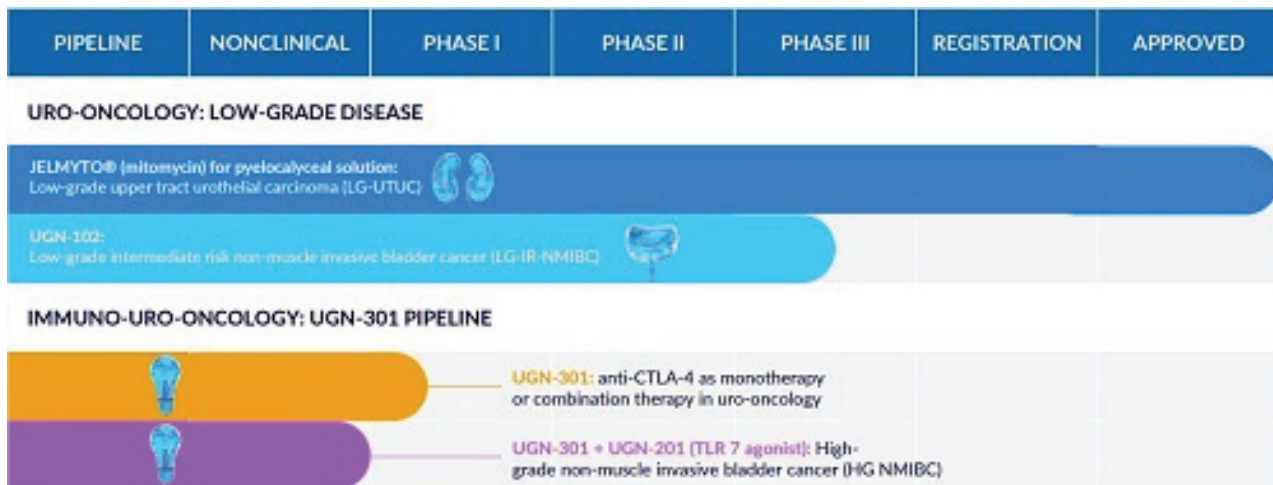 PIPELINE NONCLINICAL PHASE I PHASE II PHASE III REGISTRATION APPROVED
URO-ONCOLOGY: LOW-GRADE DISEASE
JELMYTO® (mitomycin) for pyelocalyceal solution:
Low-grade upper tract urothelial carcinoma (LG-UTUC)
UGN-102:
Low-grade intermediate risk non-muscle invasive bladder cancer (LG-IR-NMIBC)
IMMUNO-URO-ONCOLOGY: UGN-301 PIPELINE
UGN-301: anti-CTLA-4 as monotherapy
or combination therapy in uro-oncology
UGN-301 + UGN-201 (TLR 7 agonist): High-
grade non-muscle invasive bladder cancer (HG NMIBC)